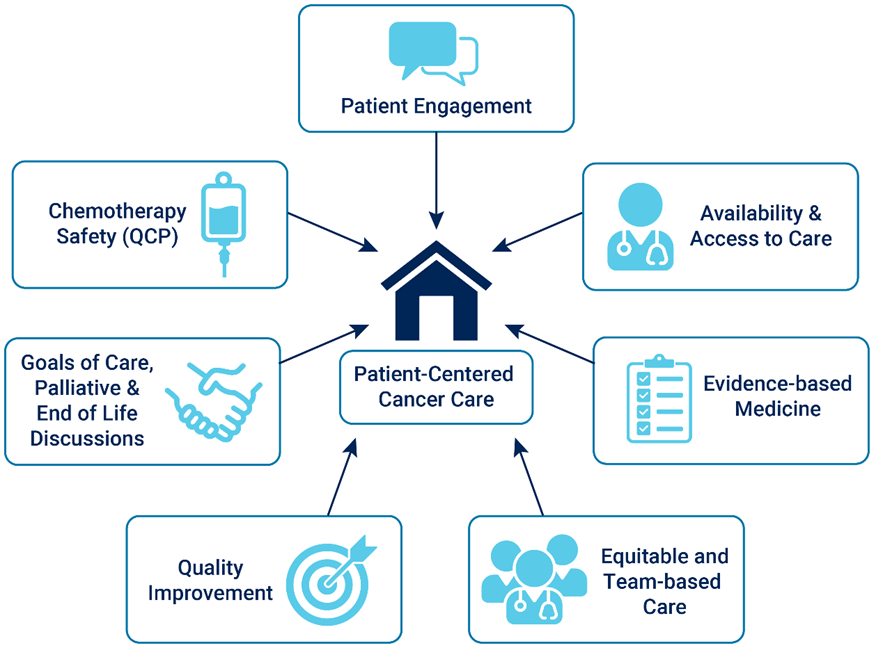 Patient Engagement
Chemotherapy
Safety (QCP)
Availability &
Access to Care
Goals of Care,
Palliative &
End of Life
Discussions
Patient-Centered
Cancer Care
Evidence-based
Medicine
Quality
Improvement
Equitable and
Team-based
Care